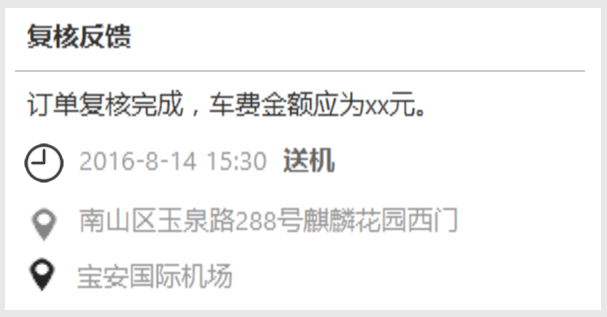 复核反馈
订单复核完成，车费金额应为xx元。
2016-8-14 15:30 送机
南山区玉泉路288号麒麟花园西门
宝安国际机场